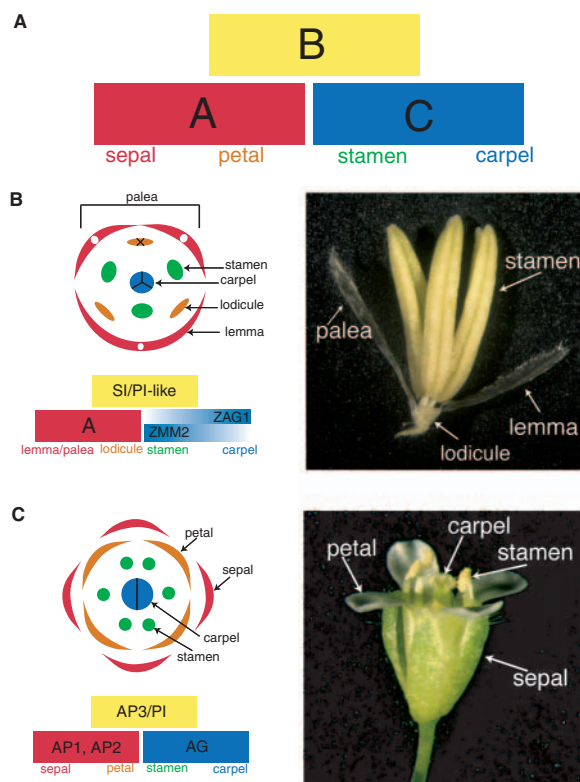 A
B
A C
sepal petal stamen carpel
B
palea
stamen
carpel
lodicule
lemma
SI/PI-like
A ZAG1
ZMM2
lemma/palea lodicule stamen carpel
stamen
palea
lemma
lodicule
C
petal
sepal
carpel
stamen
AP3/PI
AP1, AP2 AG
sepal petal stamen carpel
carpel
petal stamen
sepal